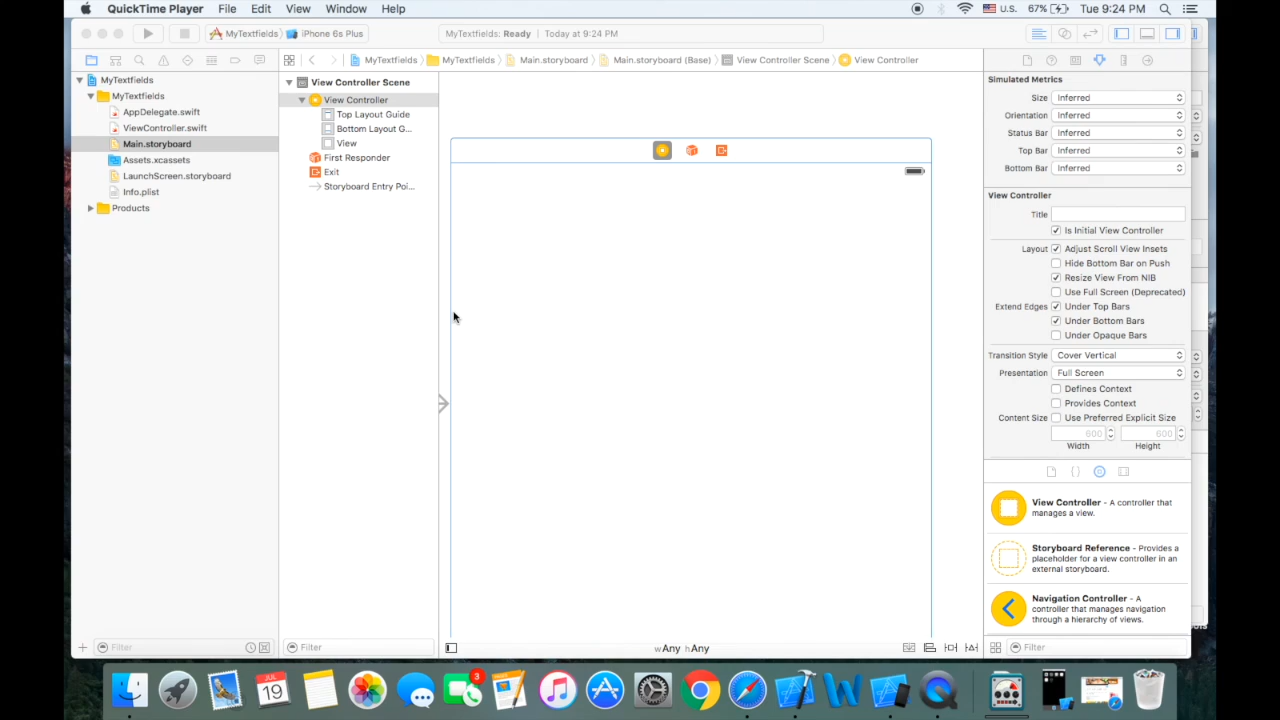 QuickTime Player File Edit View Window Help
U.S. 67% Tue 9:24 PM
MyTextfields iPhone 6s Plus
MyTextfields: Ready | Today at 9:24 PM
MyTextfields MyTextfields Main.storyboard Main.storyboard (Base) View Controller Scene View Controller
MyTextfields
MyTextfields
AppDelegate.swift
ViewController.swift
Main.storyboard
Assets.xcassets
LaunchScreen.storyboard
Info.plist
Products
Filter
View Controller Scene
View Controller
Top Layout Guide
Bottom Layout G...
View
First Responder
Exit
Storyboard Entry Poi...
Filter
wAny hAny
Simulated Metrics
Size Inferred
Orientation Inferred
Status Bar Inferred
Top Bar Inferred
Bottom Bar Inferred
View Controller
Title
Is Initial View Controller
Layout Adjust Scroll View Insets
Hide Bottom Bar on Push
Resize View From NIB
Use Full Screen (Deprecated)
Extend Edges Under Top Bars
Under Bottom Bars
Under Opaque Bars
Transition Style Cover Vertical
Presentation Full Screen
Defines Context
Provides Context
Content Size Use Preferred Explicit Size
600 600
Width Height
View Controller - A controller that
manages a view.
Storyboard Reference - Provides a
placeholder for a view controller in an
external storyboard.
Navigation Controller - A
controller that manages navigation
through a hierarchy of views.
Filter
JUL
19
3